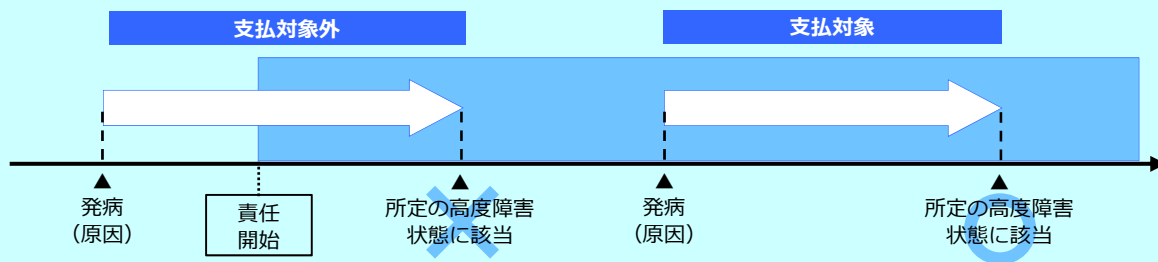 支払対象外
支払対象
発病
（原因）
責任
開始
所定の高度障害
状態に該当
発病
（原因）
所定の高度障害
状態に該当